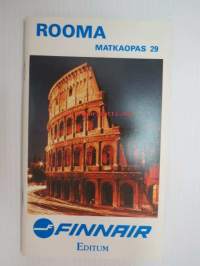 ROOMA
MATKAOPAS 29
FINNAIR
EDITUM